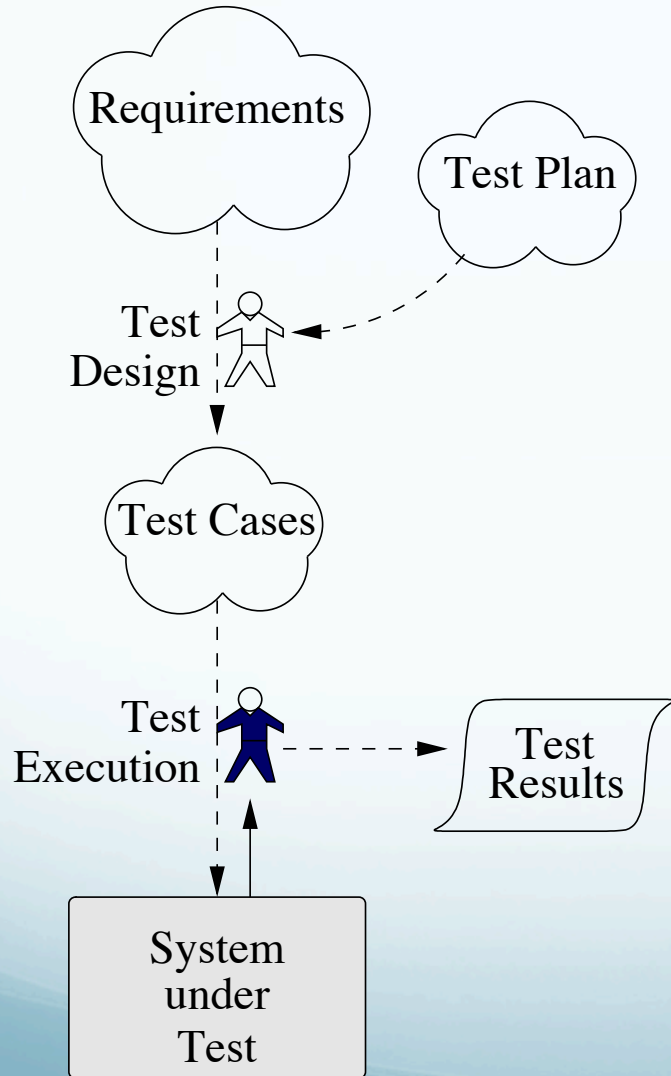 Requirements
Test Plan
Test
Design
Test Cases
Test
Execution
Test
Results
System
under
Test